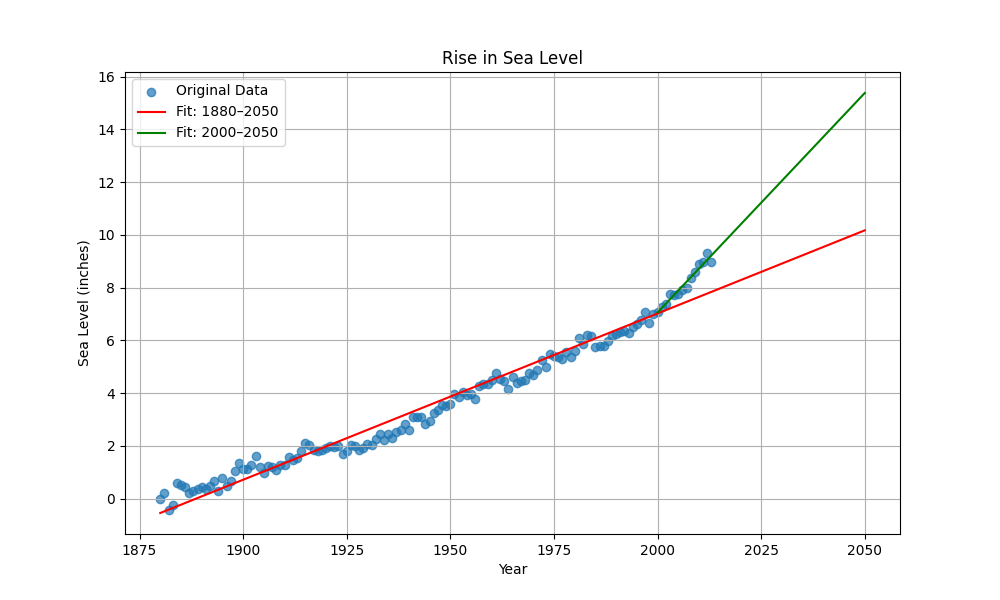 Rise in Sea Level
16
14
12
10
8
6
4
2
0
Sea Level (inches)
Original Data
Fit: 1880–2050
Fit: 2000–2050
1875 1900 1925 1950 1975 2000 2025 2050
Year